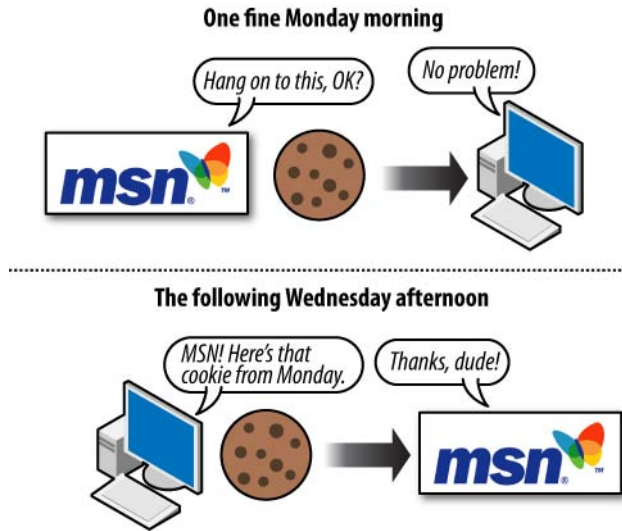 One fine Monday morning
Hang on to this, OK?
No problem!
msn®™
The following Wednesday afternoon
MSN! Here's that
cookie from Monday.
Thanks, dude!
msn®™